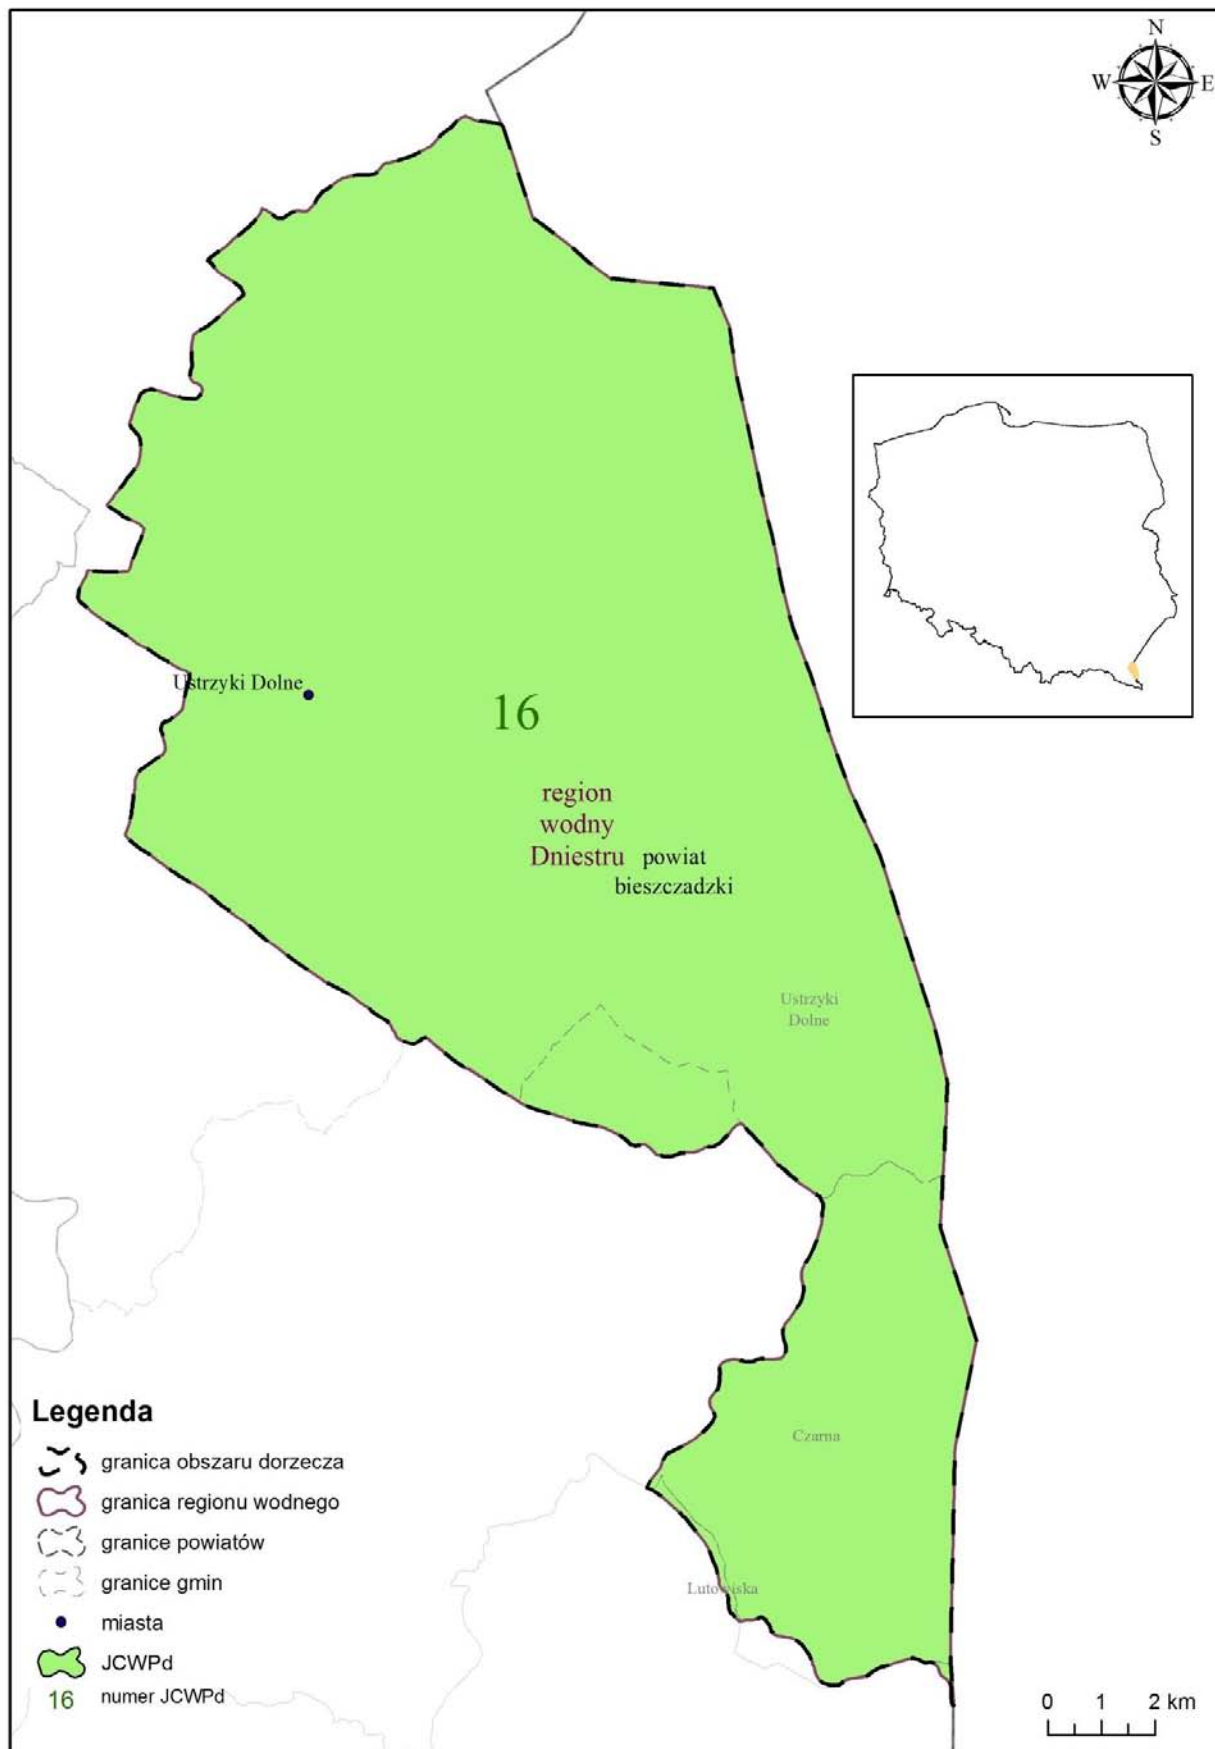 N
W E
S
Ustrzyki Dolne
16
region
wodny
Dniestru
powiat
bieszczadzki
Ustrzyki
Dolne
Czarna
Lutowiska
Legenda
granica obszaru dorzecza
granica regionu wodnego
granice powiatów
granice gmin
miasta
JCWPd
16 numer JCWPd
0 1 2 km